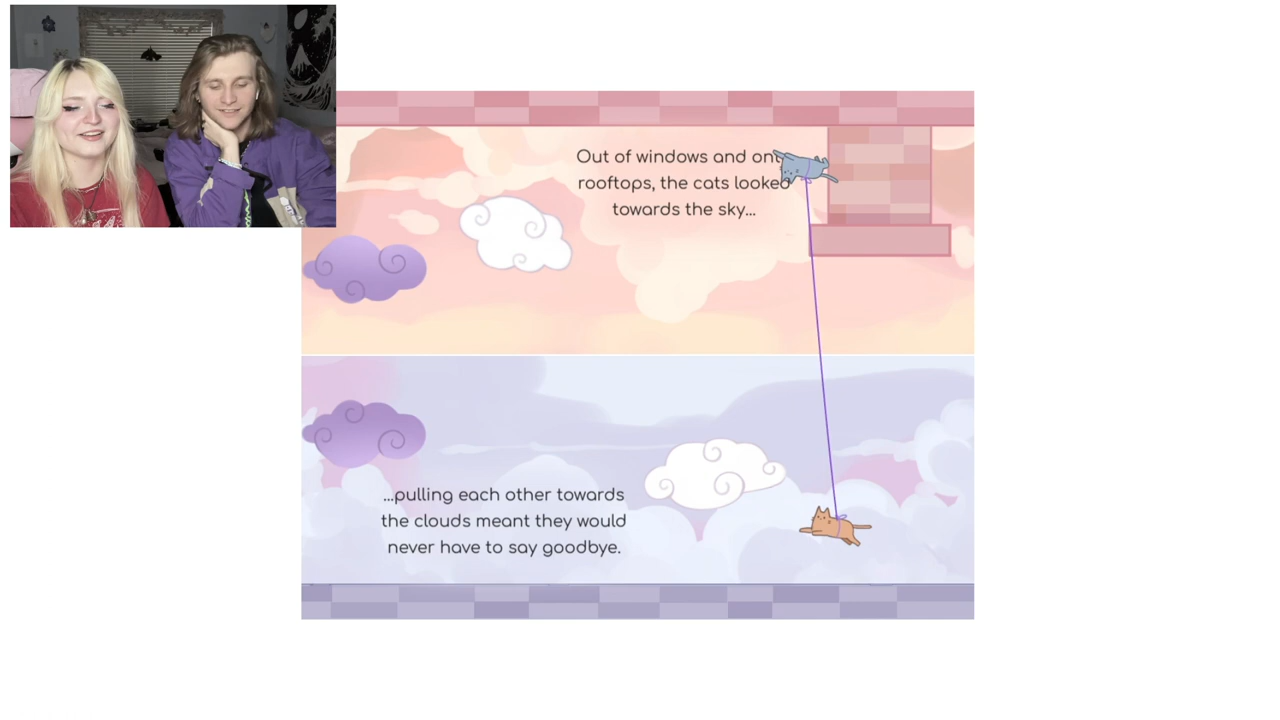 Out of windows and ont
rooftops, the cats looked
towards the sky...
...pulling each other towards
the clouds meant they would
never have to say goodbye.